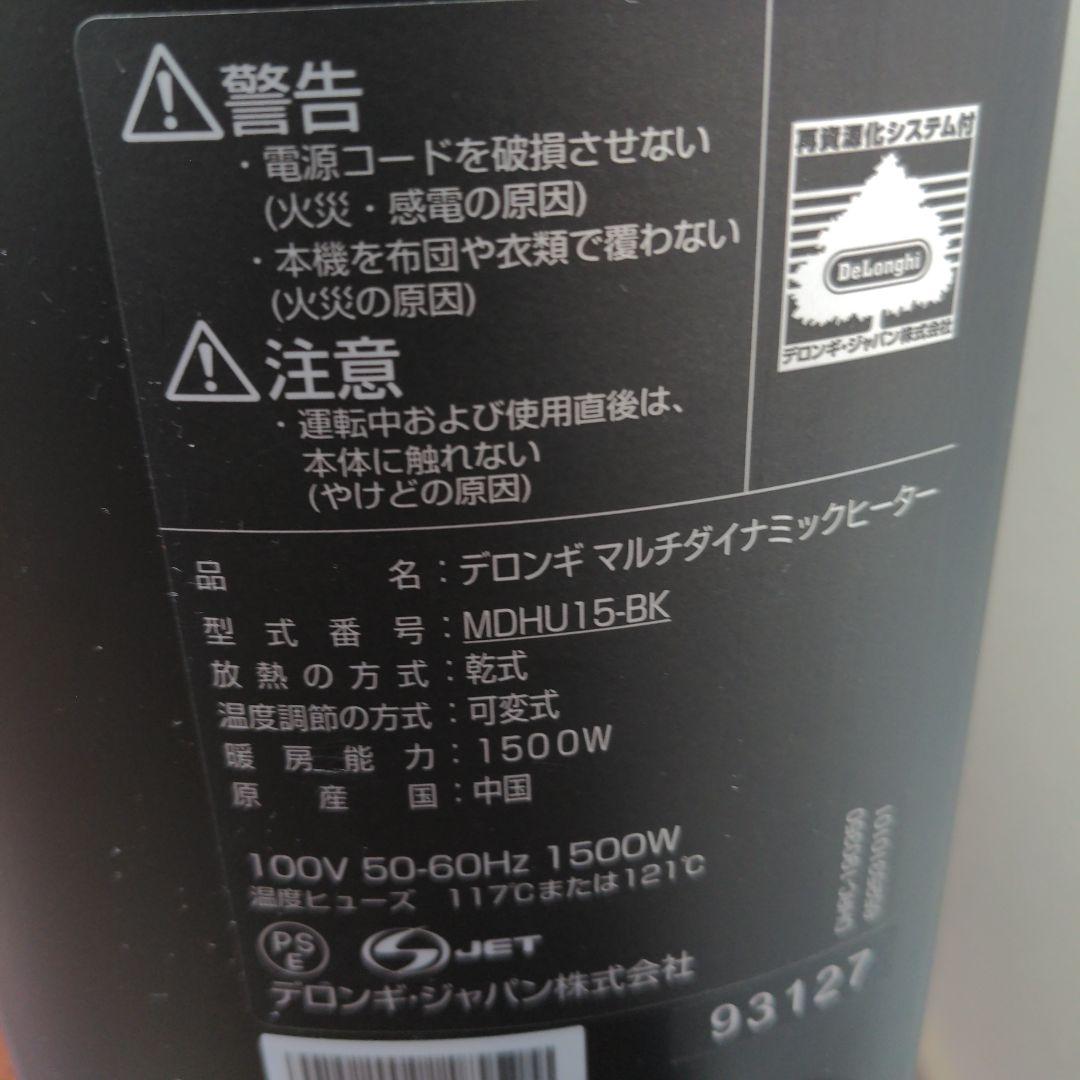 警告
・電源コードを破損させない
(火災・感電の原因)
・本機を布団や衣類で覆わない
(火災の原因)
注意
・運転中および使用直後は、
本体に触れない
(やけどの原因)
再資源化システム付
DeLonghi
デロンギ・ジャパン株式会社
品名：デロンギ マルチダイナミックヒーター
型式番号：MDHU15-BK
放熱の方式：乾式
温度調節の方式：可変式
暖房能力：1500W
原産国：中国
100V 50-60Hz 1500W
温度ヒューズ 117℃または121℃
PS
E
JET
デロンギ・ジャパン株式会社
93127